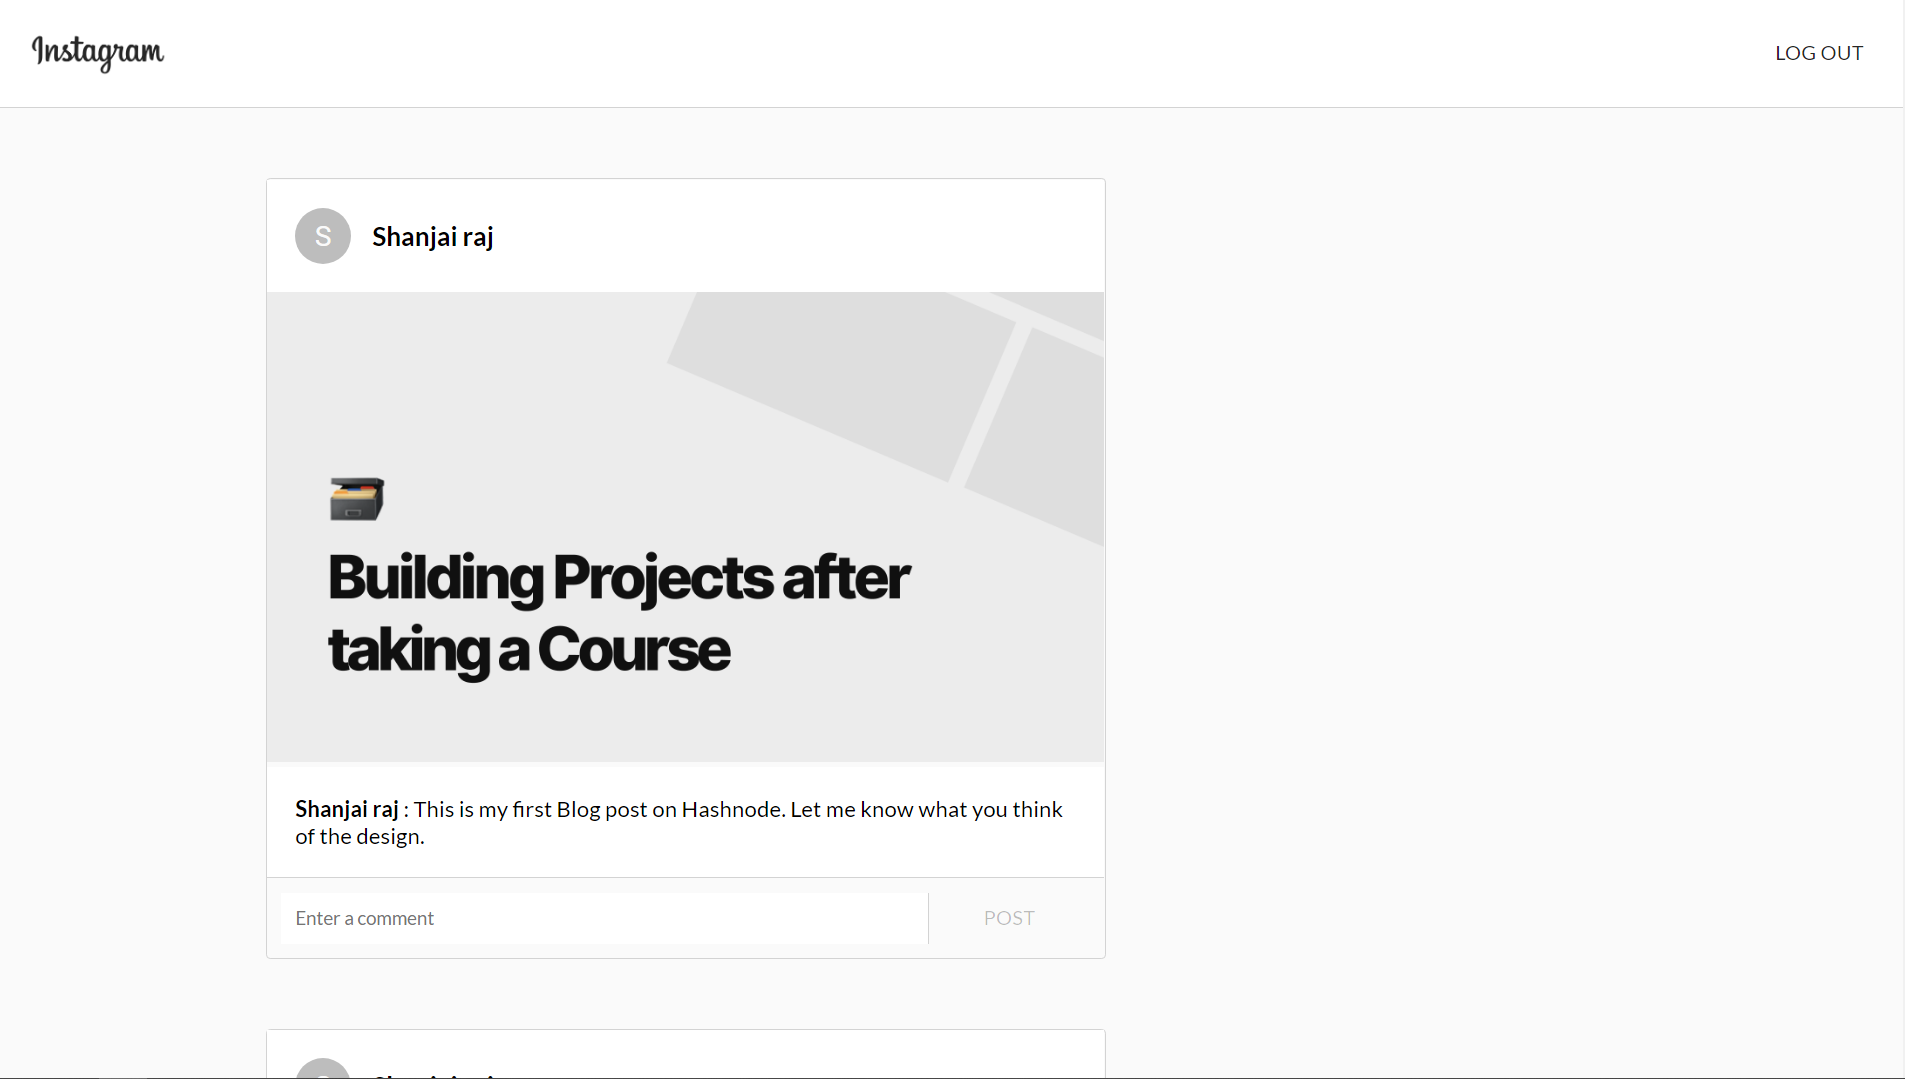 Instagram
LOG OUT
S
Shanjai raj
Building Projects after
taking a Course
Shanjai raj : This is my first Blog post on Hashnode. Let me know what you think
of the design.
Enter a comment
POST